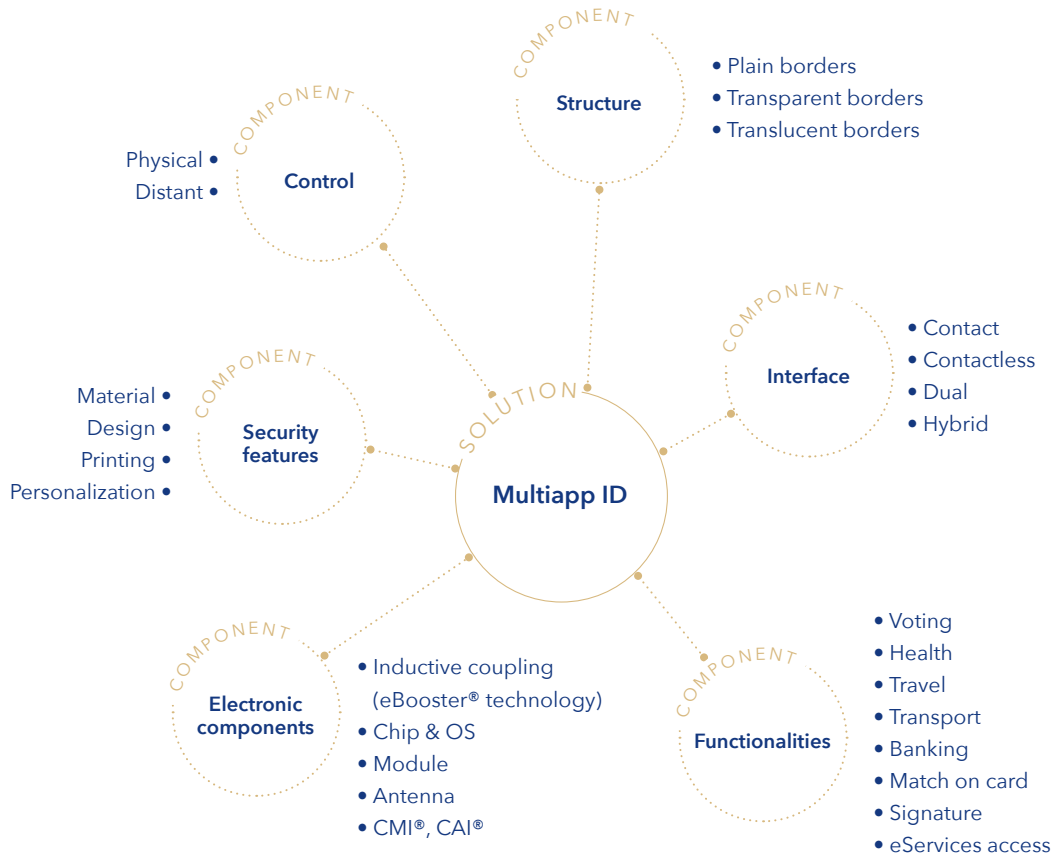 COMPONENT
Structure
• Plain borders
• Transparent borders
• Translucent borders
COMPONENT
Control
Physical •
Distant •
COMPONENT
Interface
• Contact
• Contactless
• Dual
• Hybrid
COMPONENT
Security
features
Material •
Design •
Printing •
Personalization •
SOLUTION
Multiapp ID
COMPONENT
Electronic
components
• Inductive coupling
(eBooster® technology)
• Chip & OS
• Module
• Antenna
• CMI®, CAI®
COMPONENT
Functionalities
• Voting
• Health
• Travel
• Transport
• Banking
• Match on card
• Signature
• eServices access